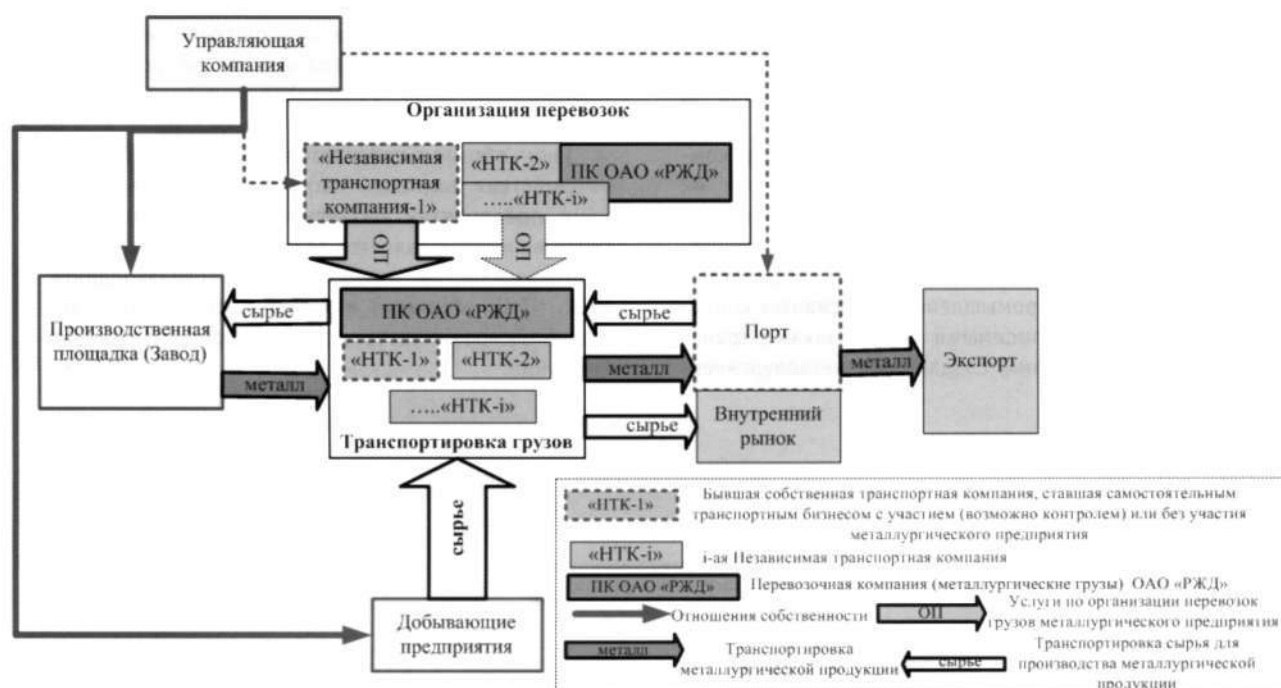 Управляющая
компания
Организация перевозок
«Независимая
транспортная
компания-1»
«НТК-2»
ПК ОАО «РЖД»
…..«НТК-i»
ОП
ОП
Производственная
площадка (Завод)
сырье
металл
ПК ОАО «РЖД»
«НТК-1»
«НТК-2»
…..«НТК-i»
Транспортировка грузов
сырье
металл
сырье
Порт
Внутренний
рынок
металл
Экспорт
сырье
Добывающие
предприятия
«НТК-1»
Бывшая собственная транспортная компания, ставшая самостоятельным
транспортным бизнесом с участием (возможно контролем) или без участия
металлургического предприятия
«НТК-i»
i-ая Независимая транспортная компания
ПК ОАО «РЖД»
Перевозочная компания (металлургические грузы) ОАО «РЖД»
Отношения собственности
ОП
Услуги по организации перевозок
грузов металлургического предприятия
металл
Транспортировка
металлургической продукции
сырье
Транспортировка сырья для
производства металлургической
продукции